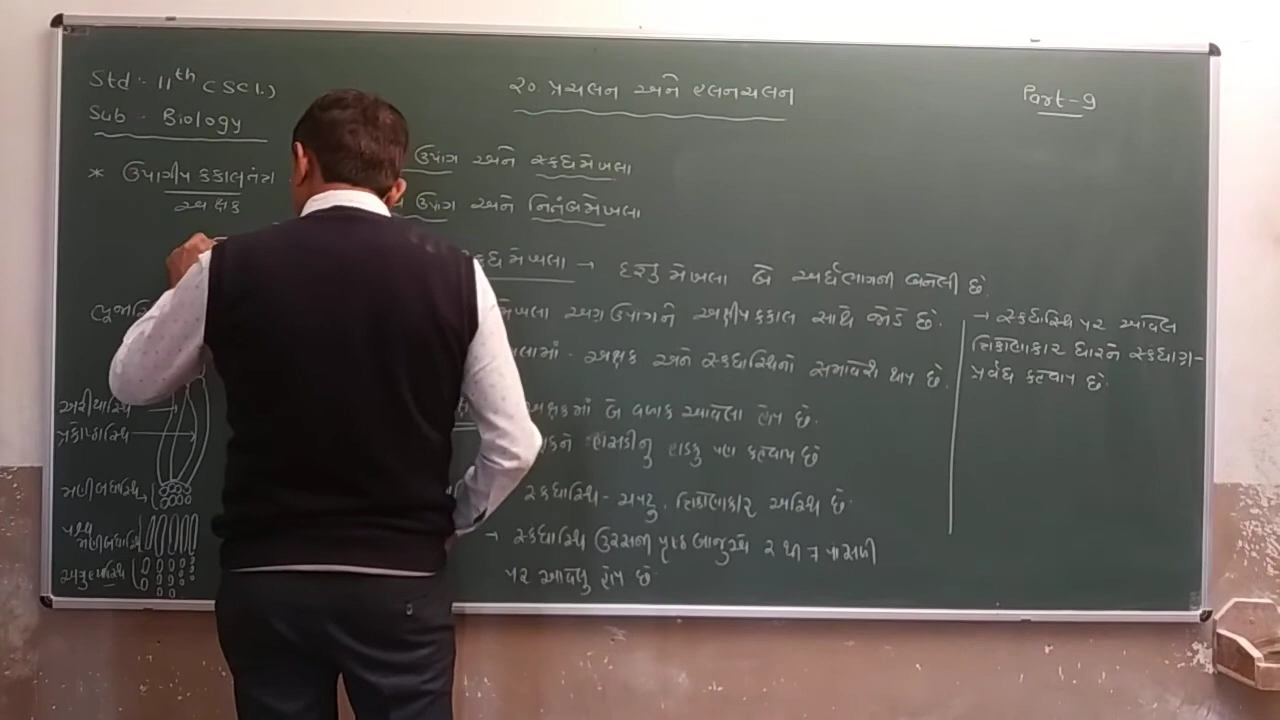 Std :- 11th (Sci.)
Sub :- Biology
૨૦. પ્રચલન અને હલનચલન
Part-9
* ઉપાંગીય કંકાલતંત્ર
અક્ષક
ઉપાંગ અને સ્કંધમેખલા
ઉપાંગ અને નિતંબમેખલા
મેખલા → દરેક મેખલા બે અર્ધભાગની બનેલી છે.
મેખલા અગ્રઉપાંગને અક્ષીયકંકાલ સાથે જોડે છે.
અક્ષક અને સ્કંધાસ્થિનો સમાવેશ થાય છે.
અક્ષકમાં બે વળાંક આવેલા હોય છે.
હાંસડીનુ હાડકુ પણ કહેવાય છે
સ્કંધાસ્થિ - ચપટુ, ત્રિકોણાકાર અસ્થિ છે.
→ સ્કંધાસ્થિ ઉરસની પૃષ્ઠ બાજુએ ૨ થી ૭ પાંસળી
પર આવેલુ હોય છે.
→ સ્કંધાસ્થિ પર આવેલ
ત્રિકોણાકાર ધારને સ્કંધાગ્ર-
પ્રવર્ધ કહેવાય છે.
અરીયાસ્થિ
પ્રકોષ્ઠાસ્થિ
મણીબંધાસ્થિ
પશ્ચ
મણીબંધાસ્થિ
અંગુલ્યાસ્થિ